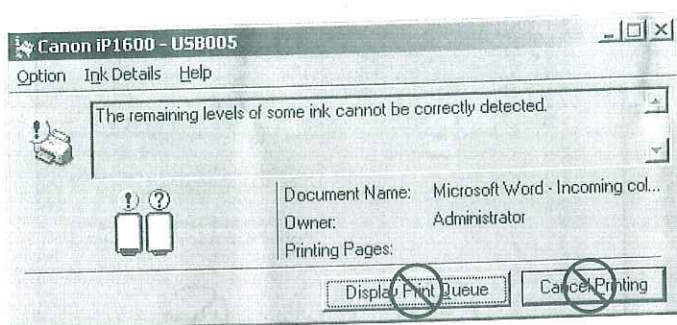 Canon iP1600 - USB005
Option Ink Details Help
The remaining levels of some ink cannot be correctly detected.
! ?
Document Name: Microsoft Word - Incoming col...
Owner: Administrator
Printing Pages:
Display Print Queue Cancel Printing